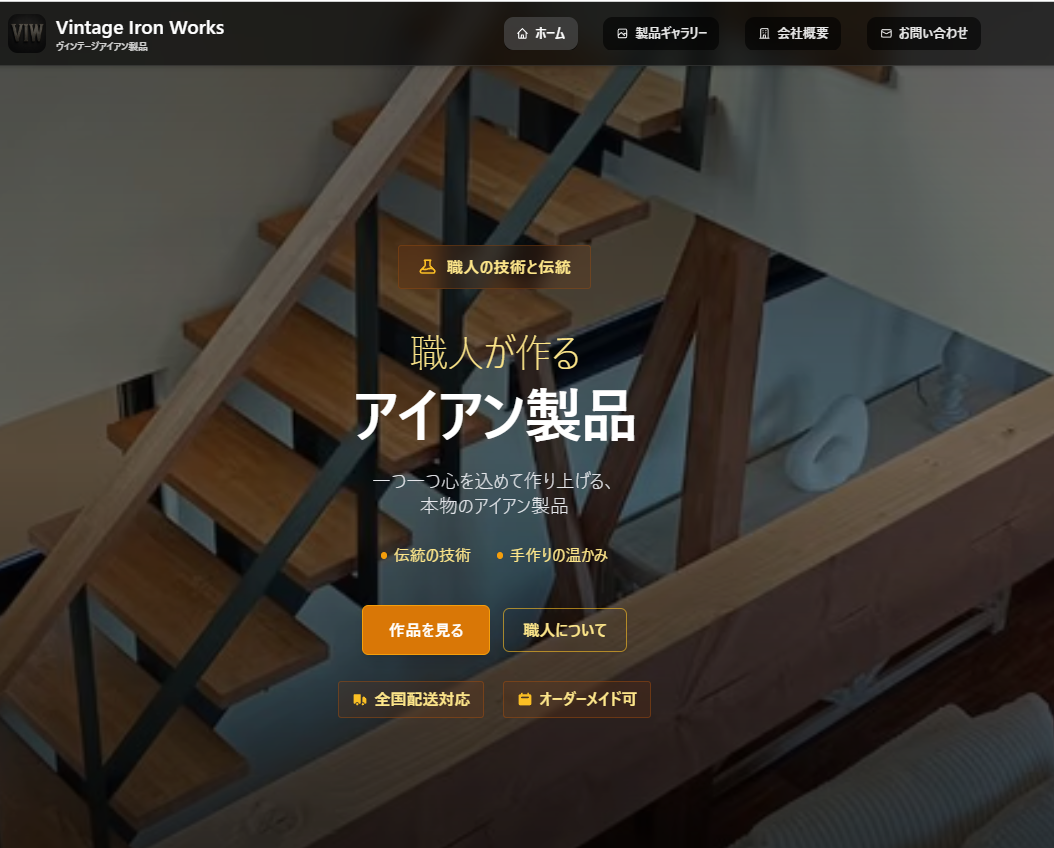 VIW
Vintage Iron Works
ヴィンテージアイアン製品
ホーム
製品ギャラリー
会社概要
お問い合わせ
職人の技術と伝統
職人が作る
アイアン製品
一つ一つ心を込めて作り上げる、
本物のアイアン製品
伝統の技術
手作りの温かみ
作品を見る
職人について
全国配送対応
オーダーメイド可